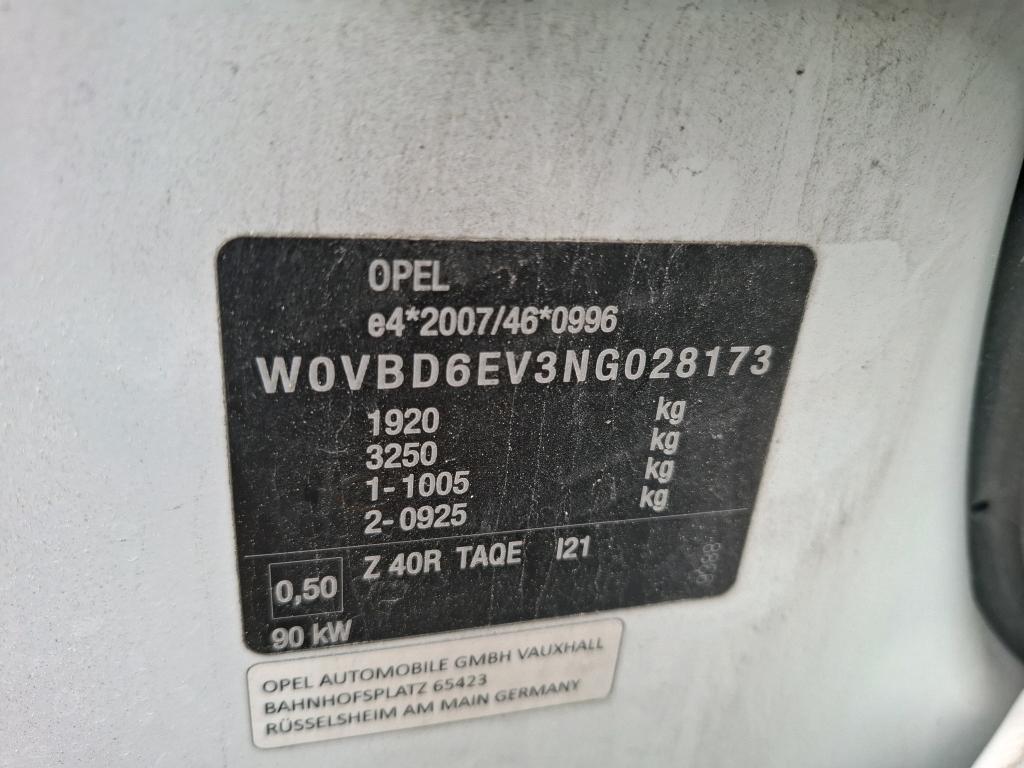 OPEL
e4*2007/46*0996
W0VBD6EV3NG028173
1920 kg
3250 kg
1-1005 kg
2-0925 kg
Z 40R TAQE I21
0,50
90 kW
OPEL AUTOMOBILE GMBH VAUXHALL
BAHNHOFSPLATZ 65423
RÜSSELSHEIM AM MAIN GERMANY